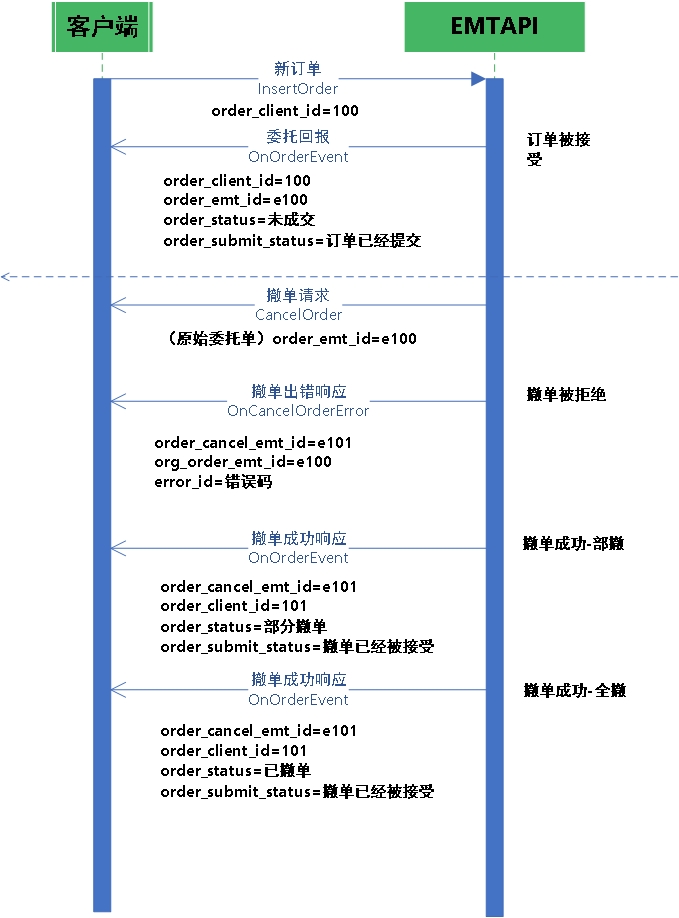 客户端
EMTAPI
新订单
InsertOrder
order_client_id=100
委托回报
OnOrderEvent
订单被接
受
order_client_id=100
order_emt_id=e100
order_status=未成交
order_submit_status=订单已经提交
撤单请求
CancelOrder
（原始委托单）order_emt_id=e100
撤单出错响应
OnCancelOrderError
撤单被拒绝
order_cancel_emt_id=e101
org_order_emt_id=e100
error_id=错误码
撤单成功响应
OnOrderEvent
撤单成功-部撤
order_cancel_emt_id=e101
order_client_id=101
order_status=部分撤单
order_submit_status=撤单已经被接受
撤单成功响应
OnOrderEvent
撤单成功-全撤
order_cancel_emt_id=e101
order_client_id=101
order_status=已撤单
order_submit_status=撤单已经被接受